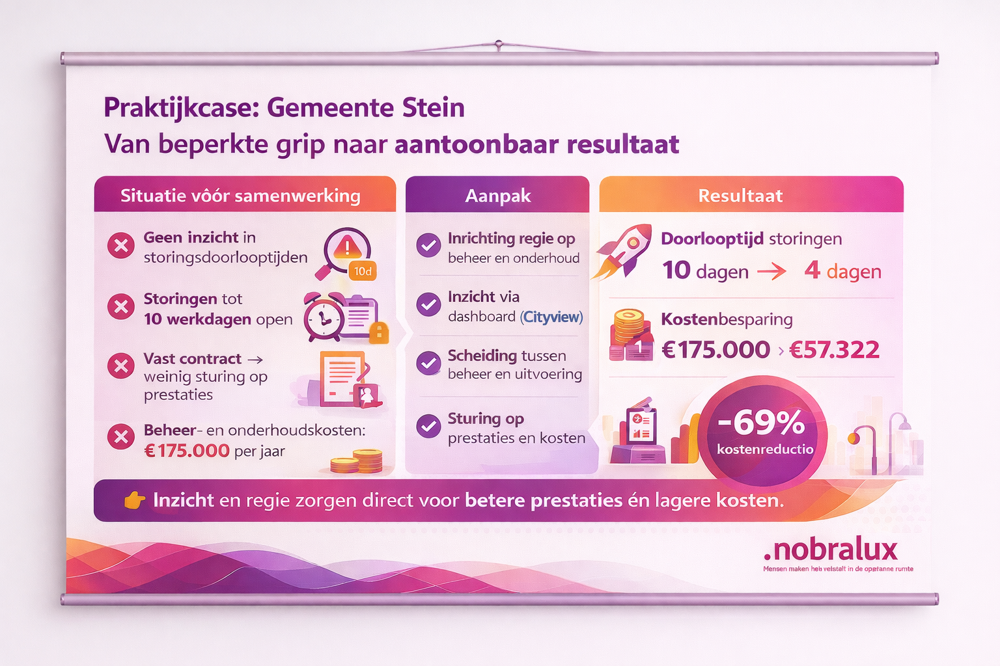 Praktijkcase: Gemeente Stein
Van beperkte grip naar aantoonbaar resultaat
Situatie vôór samenwerking
Geen inzicht in
storingsdoorlooptijden
10d
Storingen tot
10 werkdagen open
Vast contract →
weinig sturing op
prestaties
Beheer- en onderhoudskosten:
€175.000 per jaar
Aanpak
Inrichting regie op
beheer en onderhoud
Inzicht via
dashboard (Cityview)
Scheiding tussen
beheer en uitvoering
Sturing op
prestaties en kosten
Resultaat
Doorlooptijd storingen
10 dagen → 4 dagen
Kostenbesparing
1
€175.000 › €57.322
-69%
kostenreductio
Inzicht en regie zorgen direct voor betere prestaties én lagere kosten.
.nobralux
Mensen maken heb velstalt in de opetanne rumte